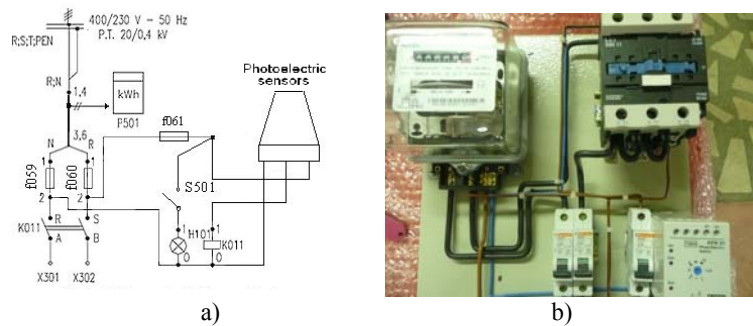 400/230 V – 50 Hz
P.T. 20/0,4 kV
R;S;T;PEN
R;N
1,4
kWh
P501
Photoelectric
sensors
f061
3,6
N R
1 1
f059 f060
2 2
S501
R S
K011
A B
1 1
H101 K011
0 0
X301 X302
a) b)